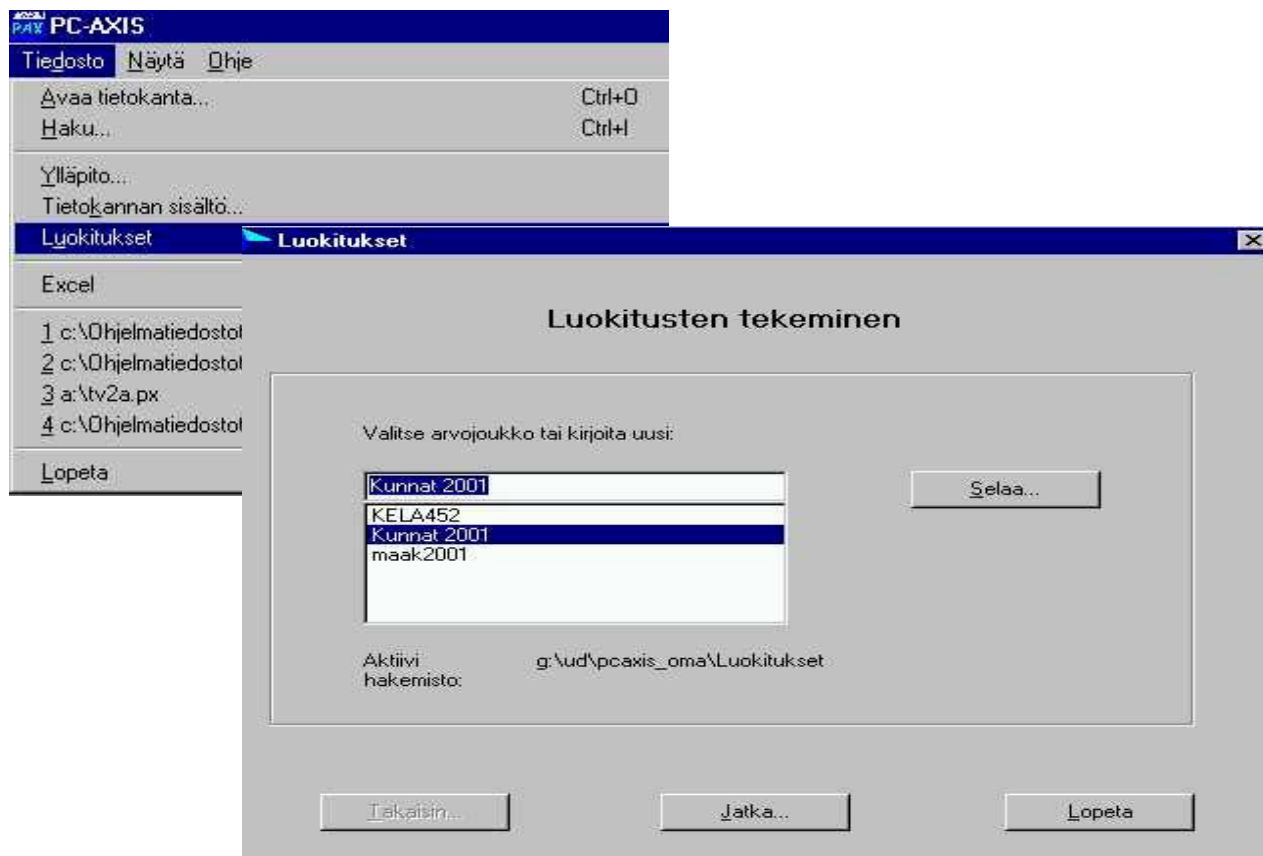 PC-AXIS
Tiedosto Näytä Ohje
Avaa tietokanta... Ctrl+O
Haku... Ctrl+I
Ylläpito...
Tietokannan sisältö...
Luokitukset
Excel
1 c:\Ohjelmatiedostot
2 c:\Ohjelmatiedostot
3 a:\tv2a.px
4 c:\Ohjelmatiedostot
Lopeta
Luokitukset
Luokitusten tekeminen
Valitse arvojoukko tai kirjoita uusi:
Kunnat 2001
Selaa...
KELA452
Kunnat 2001
maak2001
Aktiivi g:\ud\pcaxis_oma\Luokitukset
hakemisto:
Takaisin... Jatka... Lopeta